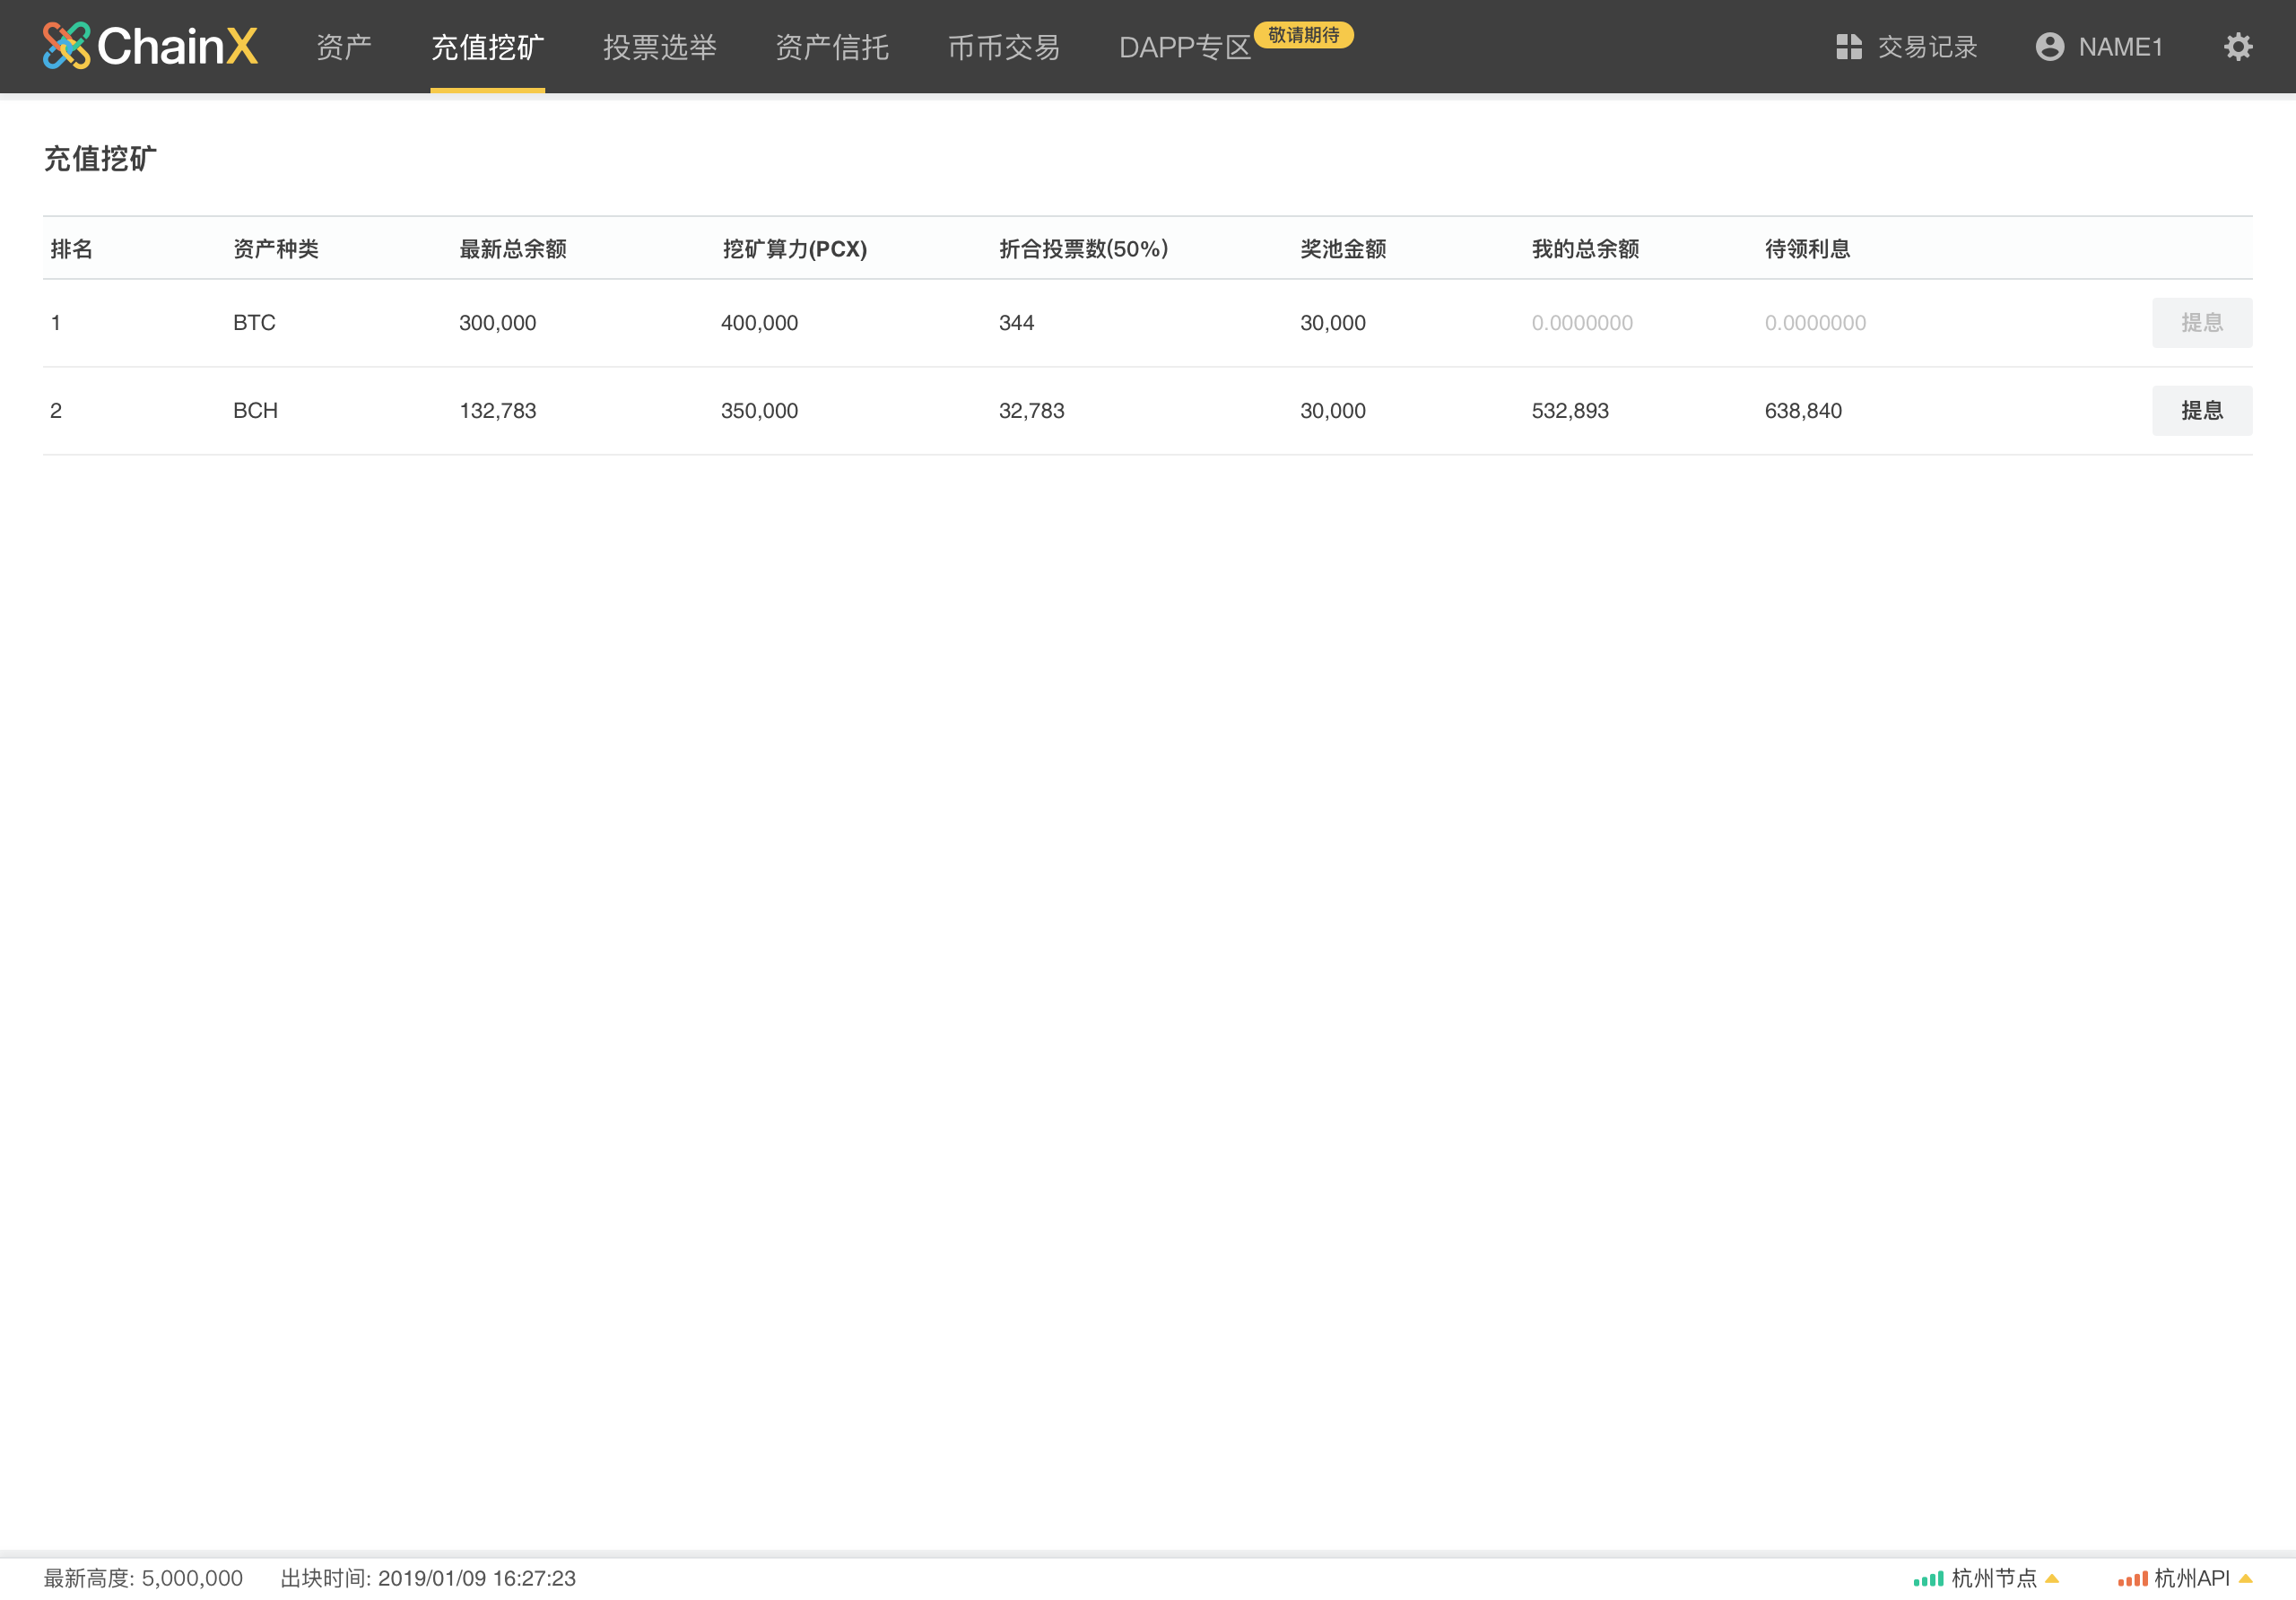 ChainX 资产 充值挖矿 投票选举 资产信托 币币交易 DAPP专区 敬请期待 交易记录 NAME1
充值挖矿
排名 资产种类 最新总余额 挖矿算力(PCX) 折合投票数(50%) 奖池金额 我的总余额 待领利息
1 BTC 300,000 400,000 344 30,000 0.0000000 0.0000000 提息
2 BCH 132,783 350,000 32,783 30,000 532,893 638,840 提息
最新高度: 5,000,000 出块时间: 2019/01/09 16:27:23 杭州节点 杭州API